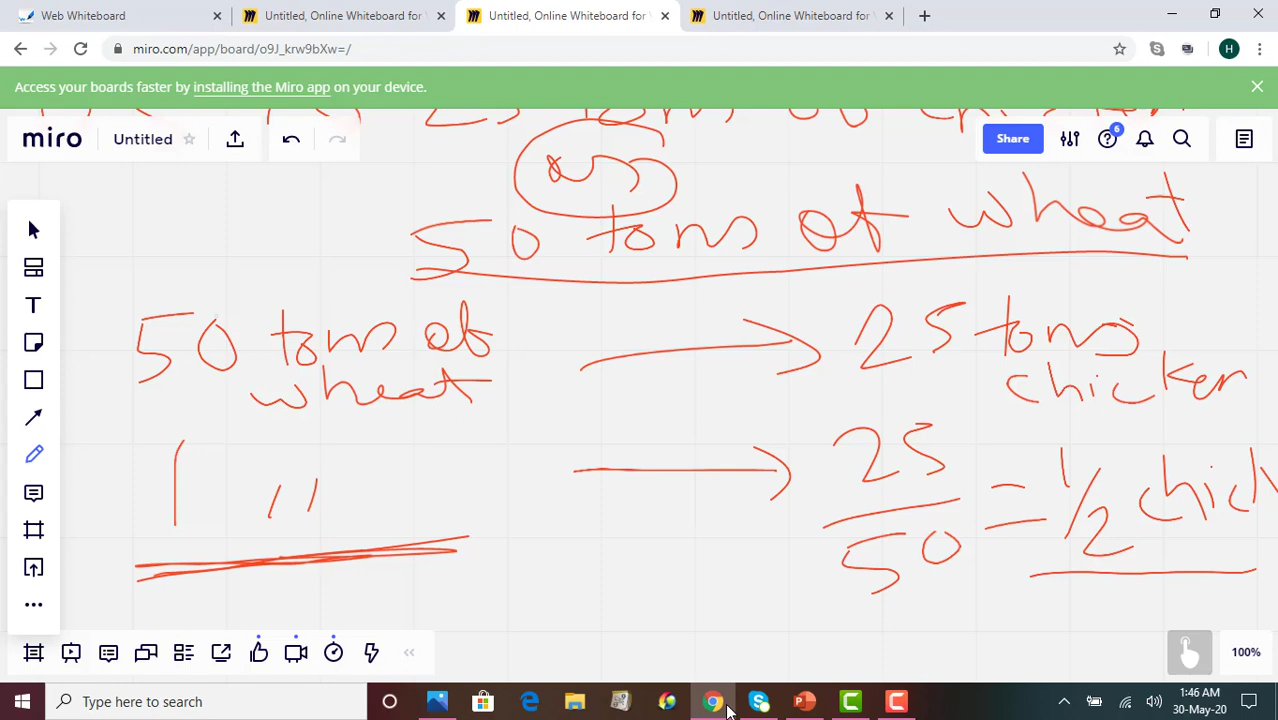 Web Whiteboard
Untitled, Online Whiteboard for
Untitled, Online Whiteboard for
Untitled, Online Whiteboard for
miro.com/app/board/o9J_krw9bXw=/
H
Access your boards faster by installing the Miro app on your device.
25 tons
miro Untitled
Share
6
50 tons of wheat
50 tons of wheat → 25 tons chicken
1 " → 25/50 = 1/2
T
100%
Type here to search
1:46 AM
30-May-20